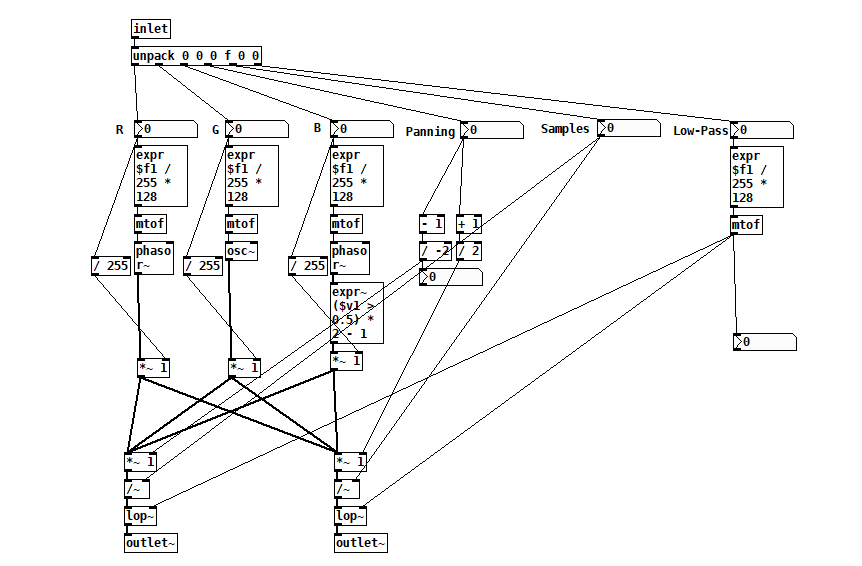 inlet
unpack 0 0 0 f 0 0
R 0 G 0 B 0 Panning 0 Samples 0 Low-Pass 0
expr
$f1 /
255 *
128
expr
$f1 /
255 *
128
expr
$f1 /
255 *
128
expr
$f1 /
255 *
128
mtof
mtof
mtof
- 1
+ 1
mtof
phaso
r~
osc~
phaso
r~
/ -2
/ 2
/ 255
/ 255
/ 255
0
expr~
($v1 >
0.5) *
2 - 1
0
*~ 1
*~ 1
*~ 1
*~ 1
*~ 1
/~
/~
lop~
lop~
outlet~
outlet~